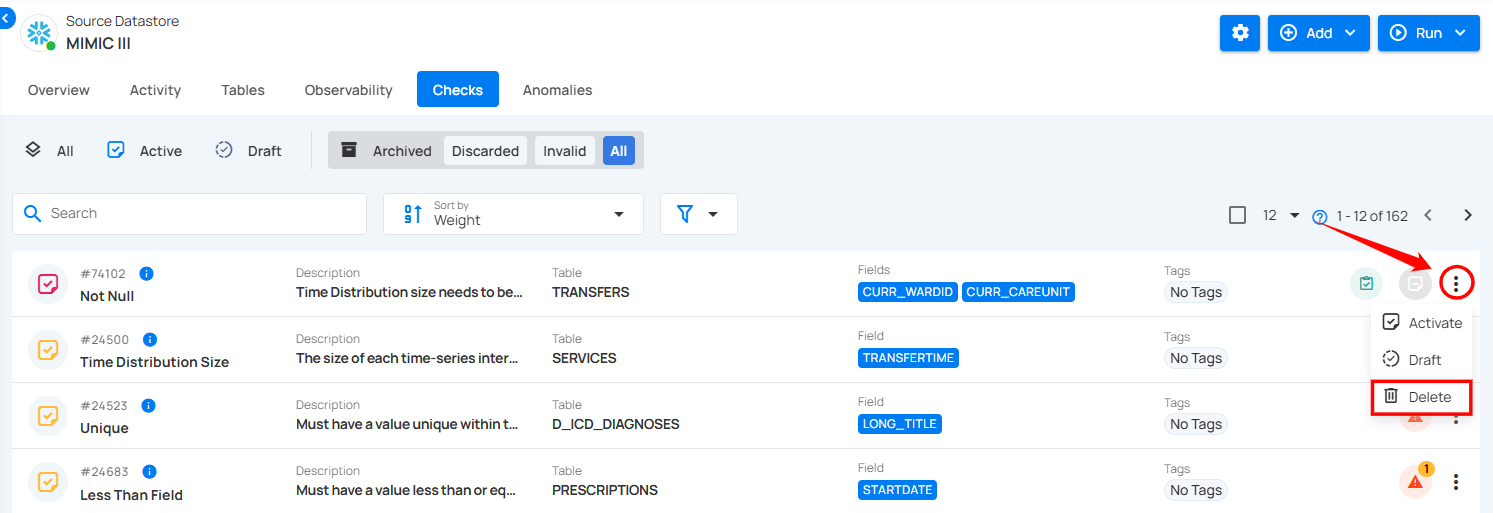 Source Datastore
MIMIC III
Add
Run
Overview Activity Tables Observability Checks Anomalies
All Active Draft Archived Discarded Invalid All
Search
Sort by
Weight
12
1 - 12 of 162
#74102 Description Table Fields Tags
Not Null Time Distribution size needs to be... TRANSFERS CURR_WARDID CURR_CAREUNIT No Tags
Activate
Draft
Delete
#24500 Description Table Field Tags
Time Distribution Size The size of each time-series inter... SERVICES TRANSFERTIME No Tags
#24523 Description Table Field Tags
Unique Must have a value unique within t... D_ICD_DIAGNOSES LONG_TITLE No Tags
#24683 Description Table Field Tags 1
Less Than Field Must have a value less than or eq... PRESCRIPTIONS STARTDATE No Tags